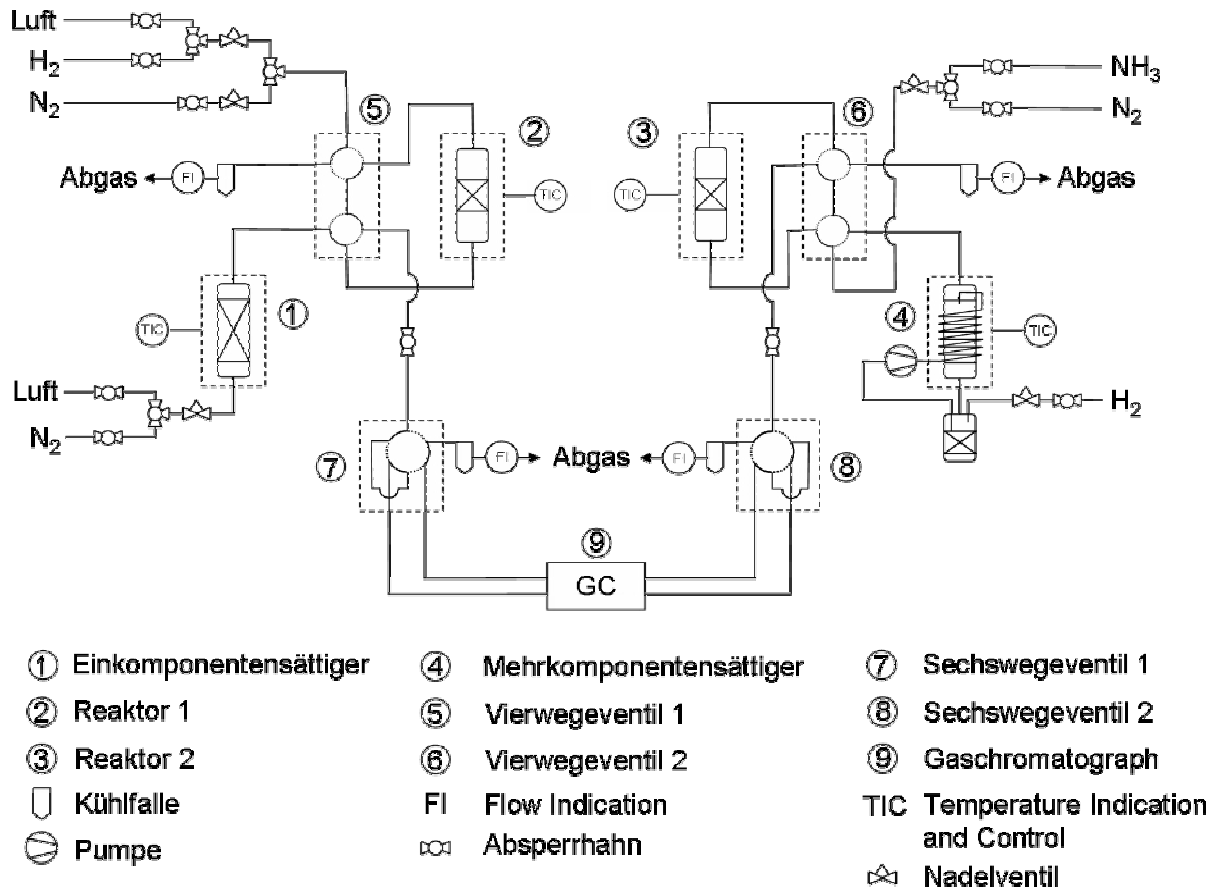 Luft
H₂
N₂
⑤
②
③
⑥
NH₃
N₂
Abgas
FI
TIC
TIC
FI
Abgas
①
TIC
④
TIC
Luft
N₂
H₂
⑦
FI
Abgas
FI
⑧
⑨
GC
① Einkomponentensättiger
② Reaktor 1
③ Reaktor 2
Kühlfalle
Pumpe
④ Mehrkomponentensättiger
⑤ Vierwegeventil 1
⑥ Vierwegeventil 2
FI Flow Indication
Absperrhahn
⑦ Sechswegeventil 1
⑧ Sechswegeventil 2
⑨ Gaschromatograph
TIC Temperature Indication
and Control
Nadelventil